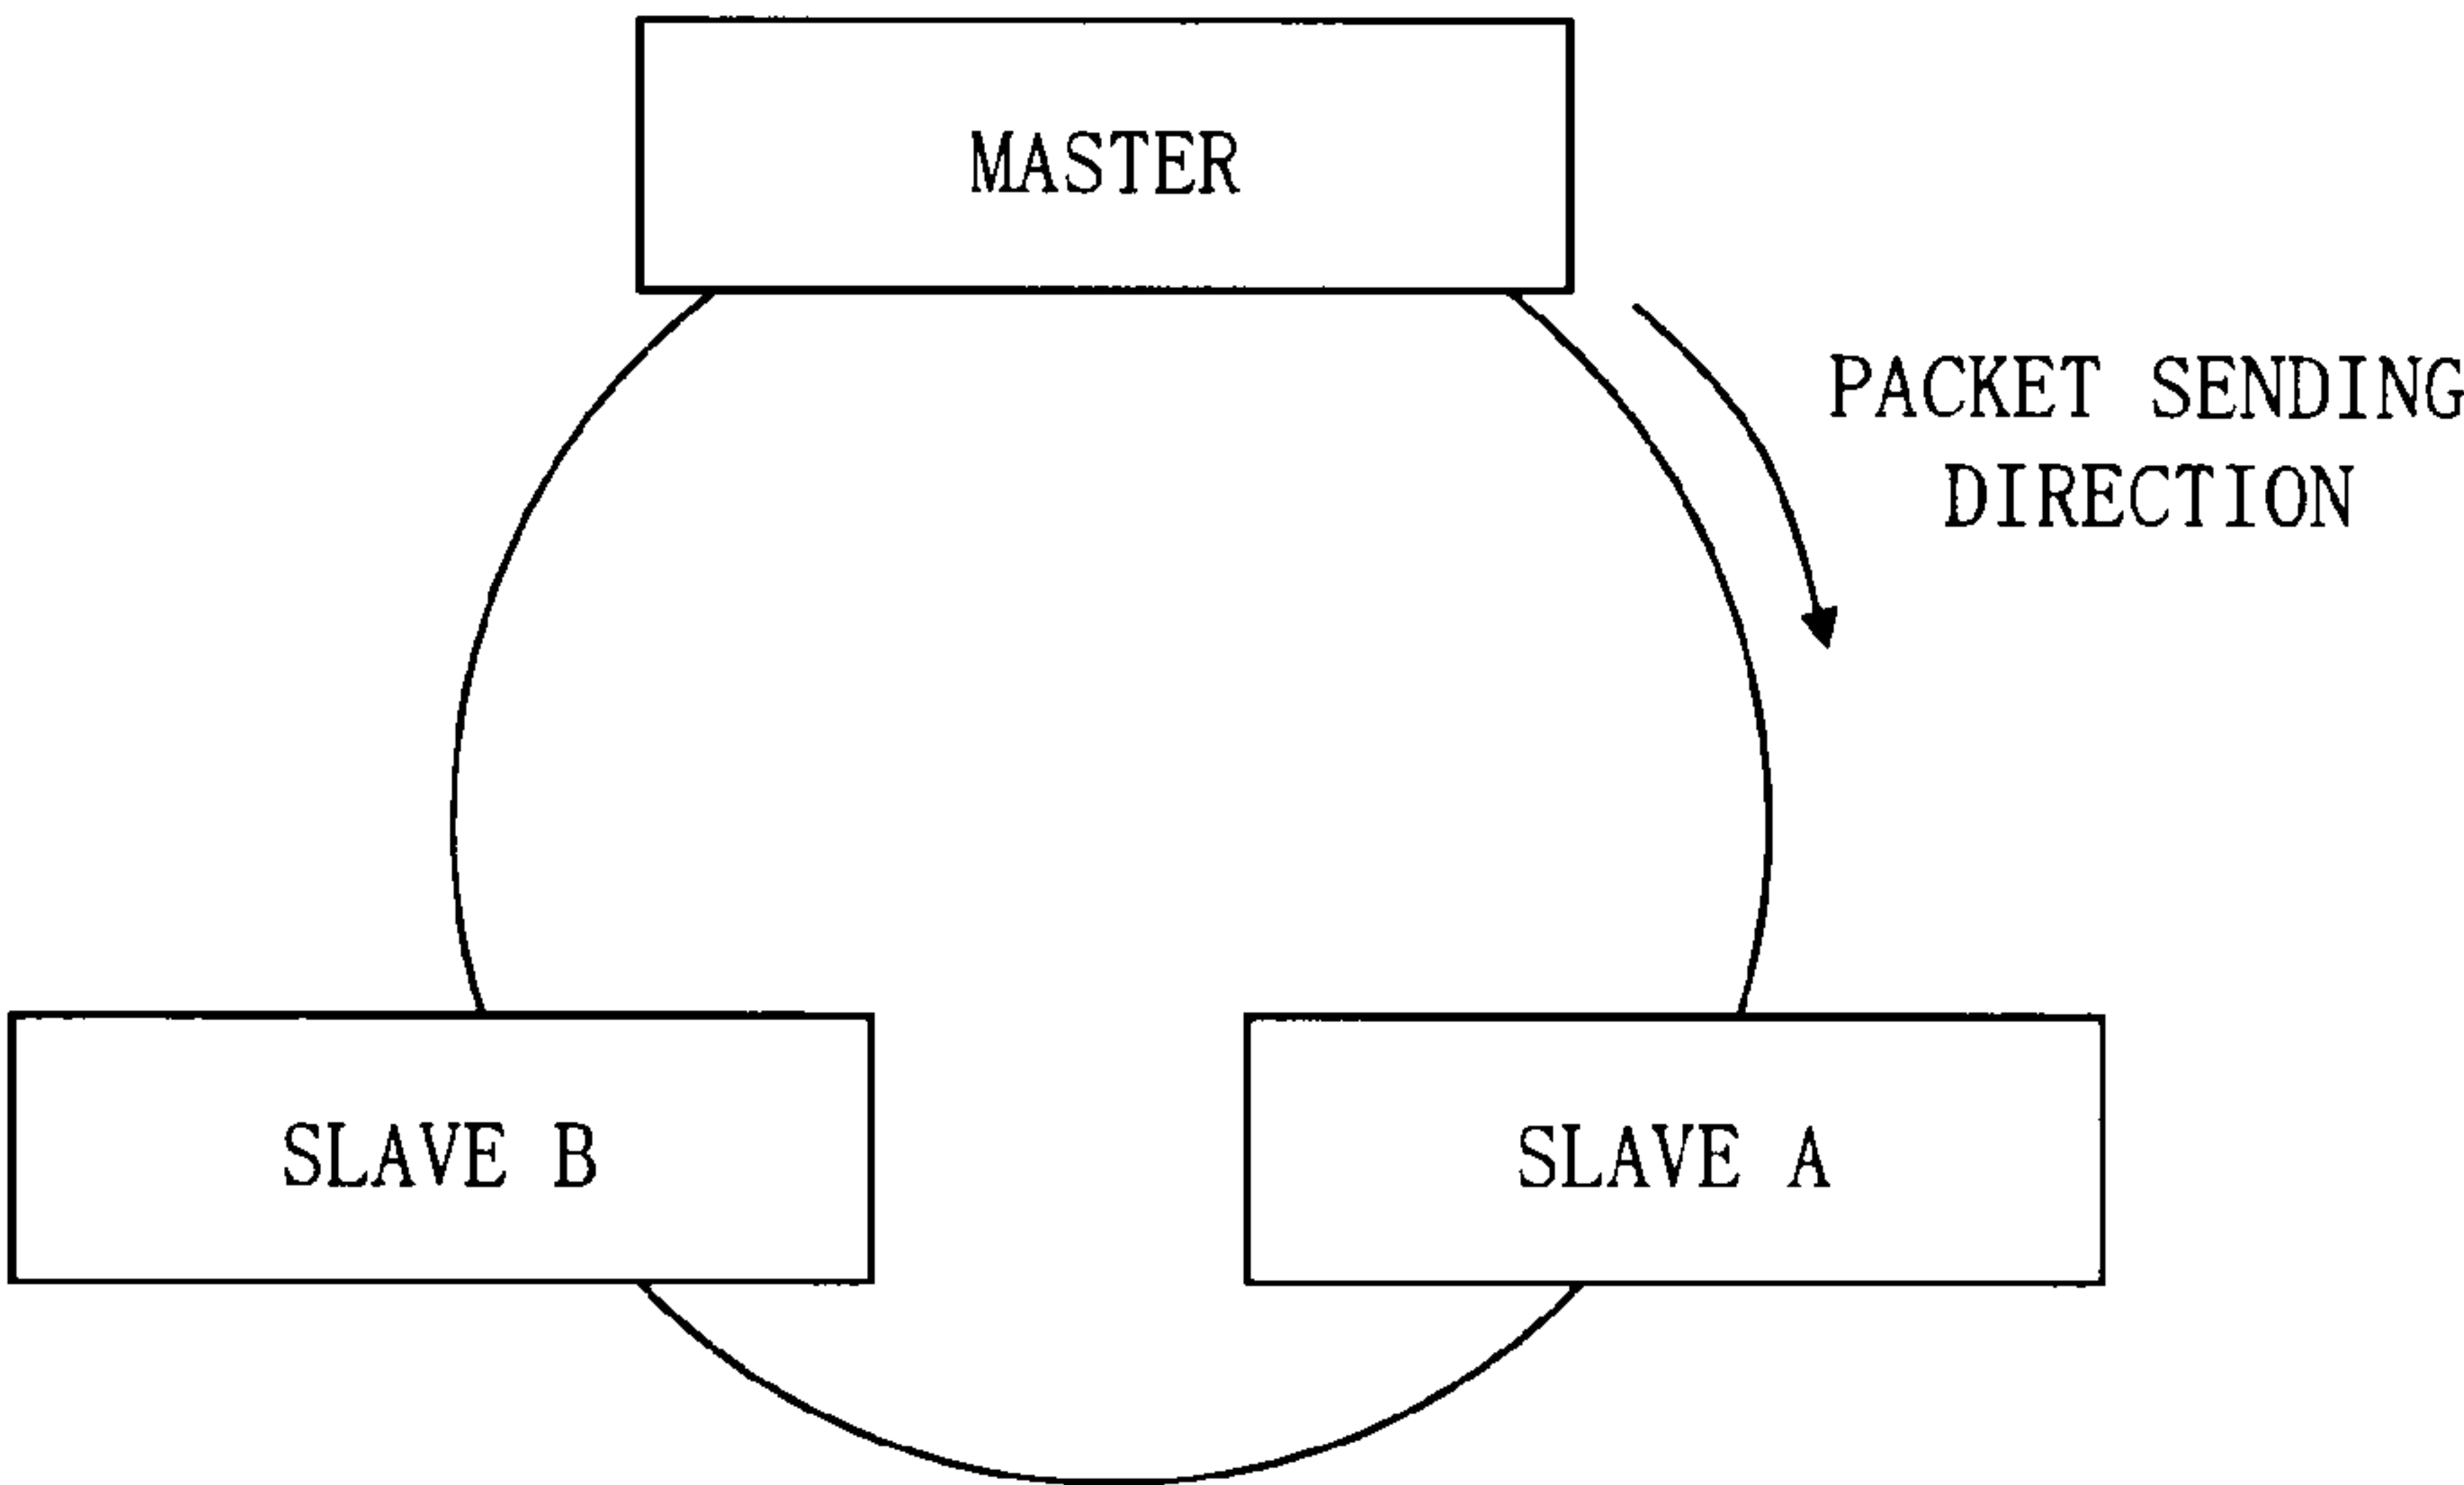 MASTER
PACKET SENDING
DIRECTION
SLAVE B
SLAVE A